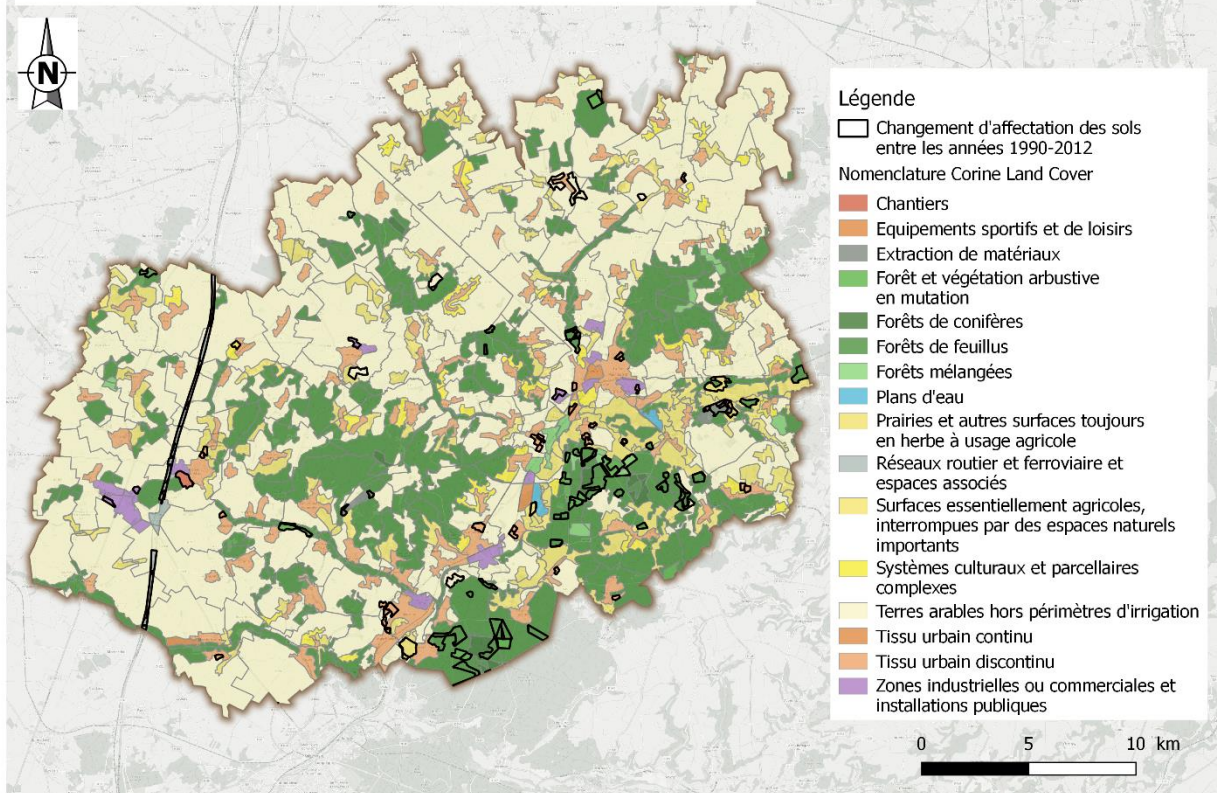 N
Légende
Changement d'affectation des sols
entre les années 1990-2012
Nomenclature Corine Land Cover
Chantiers
Equipements sportifs et de loisirs
Extraction de matériaux
Forêt et végétation arbustive
en mutation
Forêts de conifères
Forêts de feuillus
Forêts mélangées
Plans d'eau
Prairies et autres surfaces toujours
en herbe à usage agricole
Réseaux routier et ferroviaire et
espaces associés
Surfaces essentiellement agricoles,
interrompues par des espaces naturels
importants
Systèmes culturaux et parcellaires
complexes
Terres arables hors périmètres d'irrigation
Tissu urbain continu
Tissu urbain discontinu
Zones industrielles ou commerciales et
installations publiques
0 5 10 km